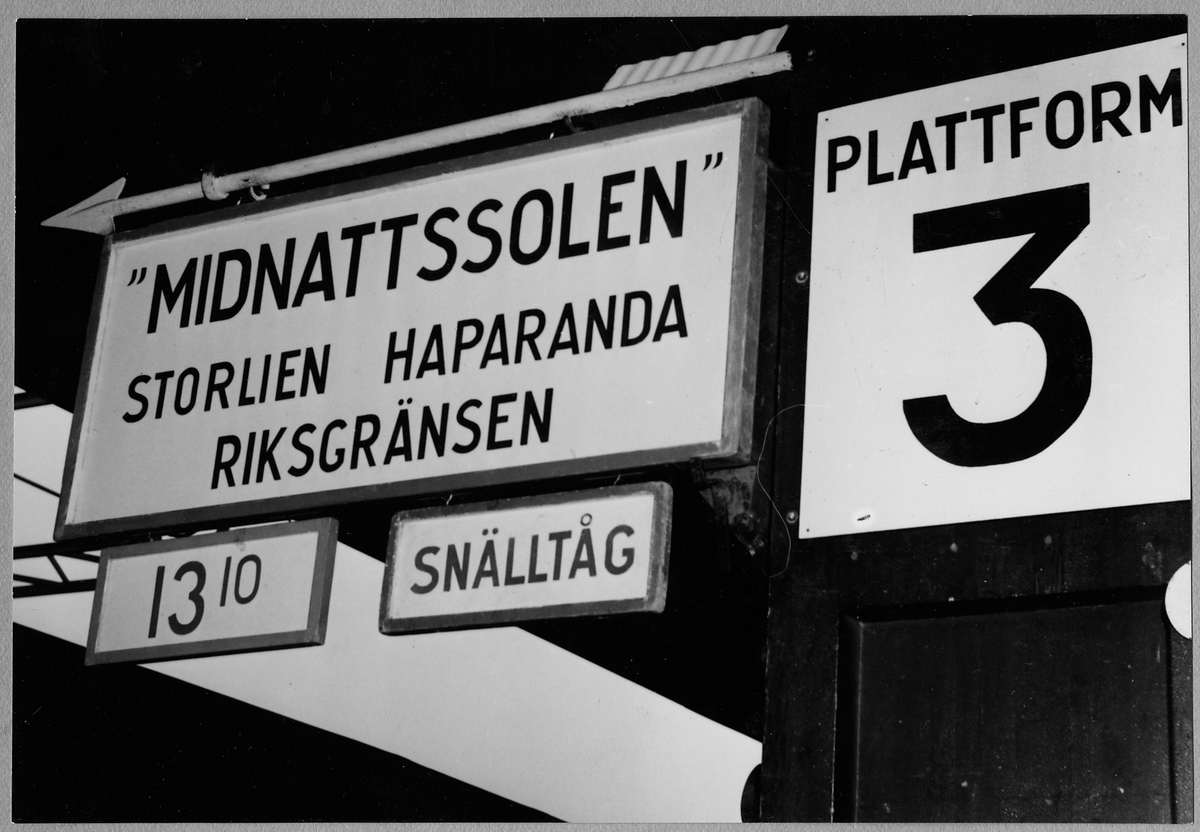 ”MIDNATTSSOLEN”
STORLIEN HAPARANDA
RIKSGRÄNSEN
13 10
SNÄLLTÅG
PLATTFORM
3